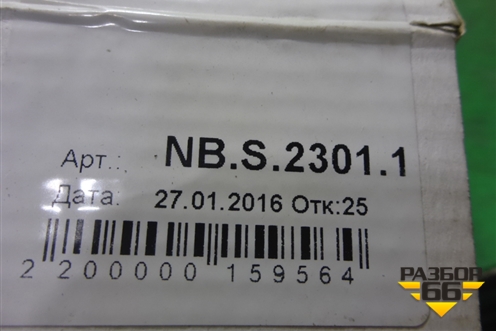 Арт.: NB.S.2301.1
Дата: 27.01.2016 Отк:25
2 200000 159564
РАЗБОР
66